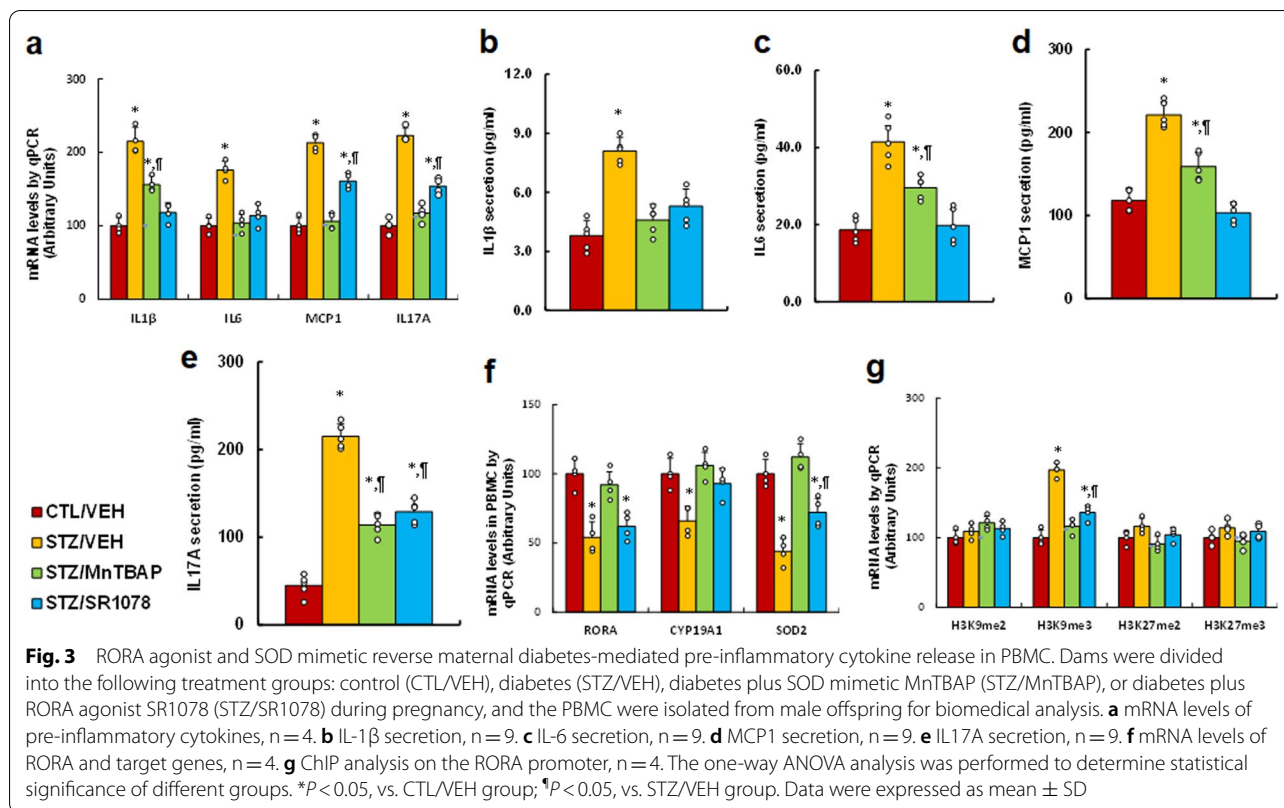 a
mRNA levels by qPCR
(Arbitrary Units)
300
200
100
0
*
*,¶
*
*
*,¶
*
*,¶
IL1β IL6 MCP1 IL17A
b
IL1β secretion (pg/ml)
12.0
9.0
6.0
3.0
0.0
*
c
IL6 secretion (pg/ml)
60.0
40.0
20.0
0.0
*
*,¶
d
MCP1 secretion (pg/ml)
300
200
100
0
*
*,¶
CTL/VEH
STZ/VEH
STZ/MnTBAP
STZ/SR1078
e
IL17A secretion (pg/ml)
300
200
100
0
*
*,¶
*,¶
f
mRNA levels in PBMC by
qPCR (Arbitrary Units)
150
100
50
0
*
*
*
*
*,¶
RORA CYP19A1 SOD2
g
mRNA levels by qPCR
(Arbitrary Units)
300
200
100
0
*
*,¶
H3K9me2 H3K9me3 H3K27me2 H3K27me3
Fig. 3 RORA agonist and SOD mimetic reverse maternal diabetes-mediated pre-inflammatory cytokine release in PBMC. Dams were divided
into the following treatment groups: control (CTL/VEH), diabetes (STZ/VEH), diabetes plus SOD mimetic MnTBAP (STZ/MnTBAP), or diabetes plus
RORA agonist SR1078 (STZ/SR1078) during pregnancy, and the PBMC were isolated from male offspring for biomedical analysis. a mRNA levels of
pre-inflammatory cytokines, n = 4. b IL-1β secretion, n = 9. c IL-6 secretion, n = 9. d MCP1 secretion, n = 9. e IL17A secretion, n = 9. f mRNA levels of
RORA and target genes, n = 4. g ChIP analysis on the RORA promoter, n = 4. The one-way ANOVA analysis was performed to determine statistical
significance of different groups. *P < 0.05, vs. CTL/VEH group; ¶P < 0.05, vs. STZ/VEH group. Data were expressed as mean ± SD